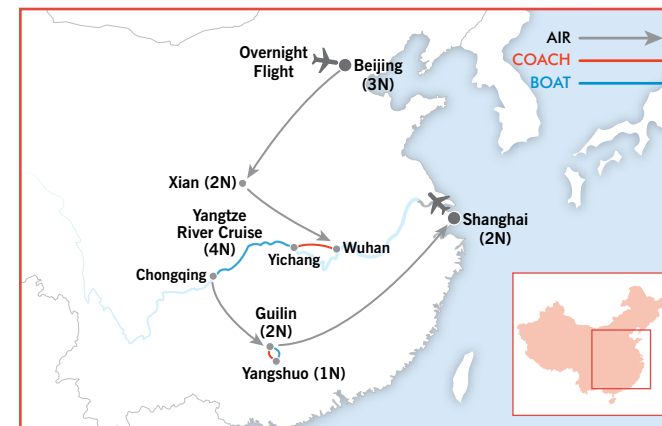 Overnight
Flight
Beijing
(3N)
AIR
COACH
BOAT
Xian (2N)
Yangtze
River Cruise
(4N)
Shanghai
(2N)
Wuhan
Yichang
Chongqing
Guilin
(2N)
Yangshuo (1N)